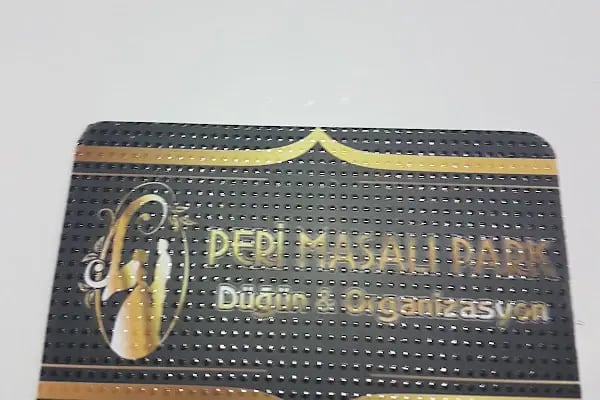 PERİ MASALI PARK
Düğün & Organizasyon